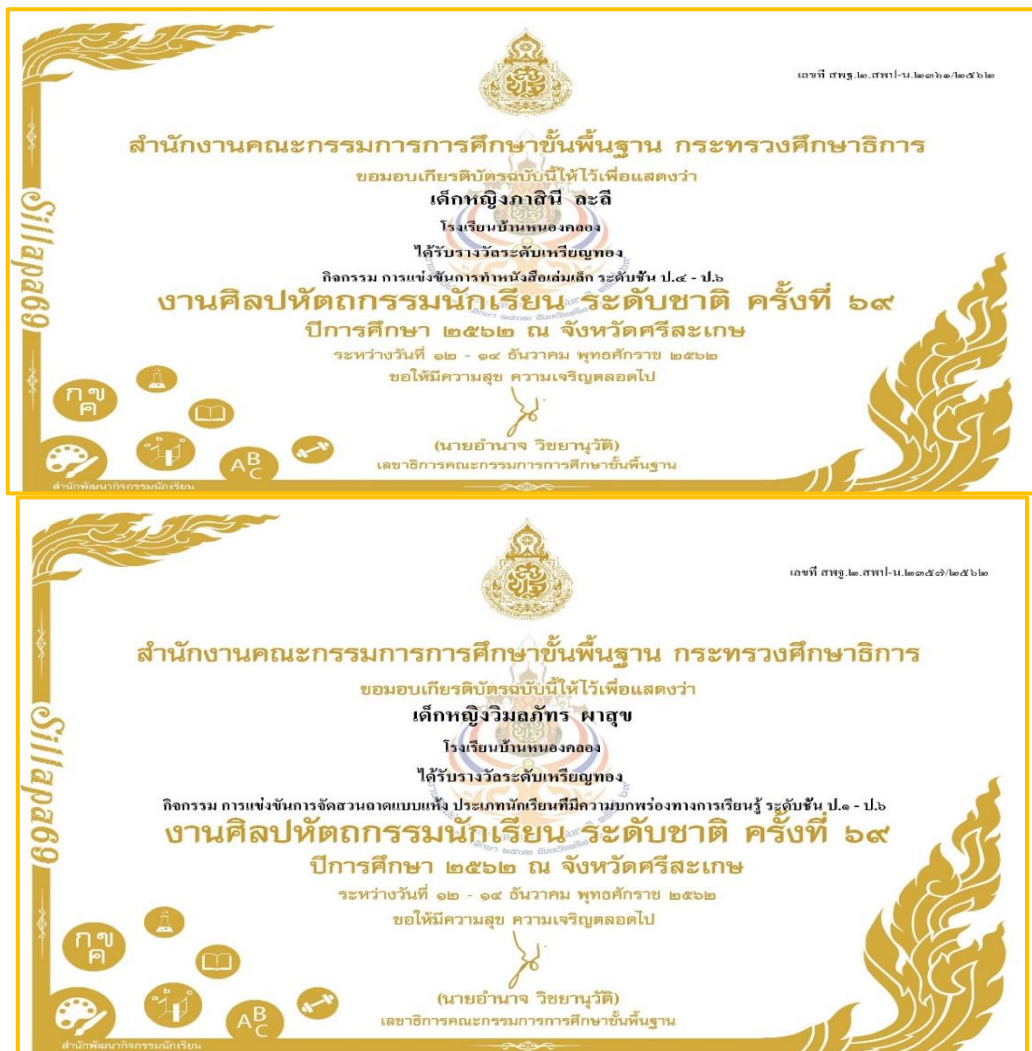 เลขที่ สพฐ.๒.สพป-น.๒๓๖๑/๒๕๖๒
สำนักงานคณะกรรมการการศึกษาขั้นพื้นฐาน กระทรวงศึกษาธิการ
ขอมอบเกียรติบัตรฉบับนี้ให้ไว้เพื่อแสดงว่า
เด็กหญิงภาสินี ละลี
โรงเรียนบ้านหนองคลอง
ได้รับรางวัลระดับเหรียญทอง
กิจกรรม การแข่งขันการทำหนังสือเล่มเล็ก ระดับชั้น ป.๔ - ป.๖
งานศิลปหัตถกรรมนักเรียน ระดับชาติ ครั้งที่ ๖๙
ปีการศึกษา ๒๕๖๒ ณ จังหวัดศรีสะเกษ
ระหว่างวันที่ ๑๒ - ๑๔ ธันวาคม พุทธศักราช ๒๕๖๒
ขอให้มีความสุข ความเจริญตลอดไป
(นายอำนาจ วิชยานุวัติ)
เลขาธิการคณะกรรมการการศึกษาขั้นพื้นฐาน
Sillapa69
ก ข
ค
A B
C
สำนักพัฒนากิจกรรมนักเรียน
เลขที่ สพฐ.๒.สพป-น.๒๓๕๗/๒๕๖๒
สำนักงานคณะกรรมการการศึกษาขั้นพื้นฐาน กระทรวงศึกษาธิการ
ขอมอบเกียรติบัตรฉบับนี้ให้ไว้เพื่อแสดงว่า
เด็กหญิงวิมลภัทร ผาสุข
โรงเรียนบ้านหนองคลอง
ได้รับรางวัลระดับเหรียญทอง
กิจกรรม การแข่งขันการจัดสวนถาดแบบแห้ง ประเภทนักเรียนที่มีความบกพร่องทางการเรียนรู้ ระดับชั้น ป.๑ - ป.๖
งานศิลปหัตถกรรมนักเรียน ระดับชาติ ครั้งที่ ๖๙
ปีการศึกษา ๒๕๖๒ ณ จังหวัดศรีสะเกษ
ระหว่างวันที่ ๑๒ - ๑๔ ธันวาคม พุทธศักราช ๒๕๖๒
ขอให้มีความสุข ความเจริญตลอดไป
(นายอำนาจ วิชยานุวัติ)
เลขาธิการคณะกรรมการการศึกษาขั้นพื้นฐาน
Sillapa69
ก ข
ค
A B
C
สำนักพัฒนากิจกรรมนักเรียน